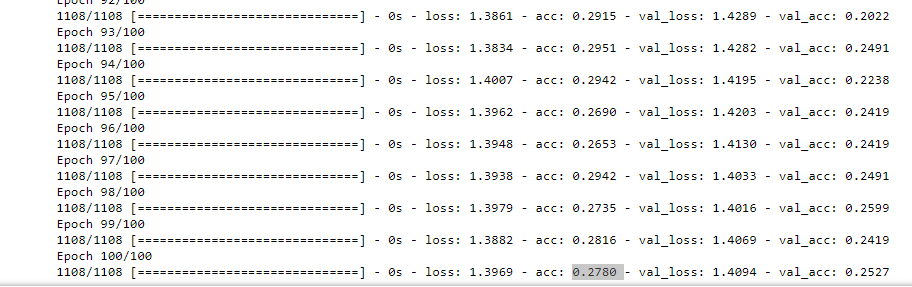 Epoch 92/100
1108/1108 [==============================] - 0s - loss: 1.3861 - acc: 0.2915 - val_loss: 1.4289 - val_acc: 0.2022
Epoch 93/100
1108/1108 [==============================] - 0s - loss: 1.3834 - acc: 0.2951 - val_loss: 1.4282 - val_acc: 0.2491
Epoch 94/100
1108/1108 [==============================] - 0s - loss: 1.4007 - acc: 0.2942 - val_loss: 1.4195 - val_acc: 0.2238
Epoch 95/100
1108/1108 [==============================] - 0s - loss: 1.3962 - acc: 0.2690 - val_loss: 1.4203 - val_acc: 0.2419
Epoch 96/100
1108/1108 [==============================] - 0s - loss: 1.3948 - acc: 0.2653 - val_loss: 1.4130 - val_acc: 0.2419
Epoch 97/100
1108/1108 [==============================] - 0s - loss: 1.3938 - acc: 0.2942 - val_loss: 1.4033 - val_acc: 0.2491
Epoch 98/100
1108/1108 [==============================] - 0s - loss: 1.3979 - acc: 0.2735 - val_loss: 1.4016 - val_acc: 0.2599
Epoch 99/100
1108/1108 [==============================] - 0s - loss: 1.3882 - acc: 0.2816 - val_loss: 1.4069 - val_acc: 0.2419
Epoch 100/100
1108/1108 [==============================] - 0s - loss: 1.3969 - acc: 0.2780 - val_loss: 1.4094 - val_acc: 0.2527